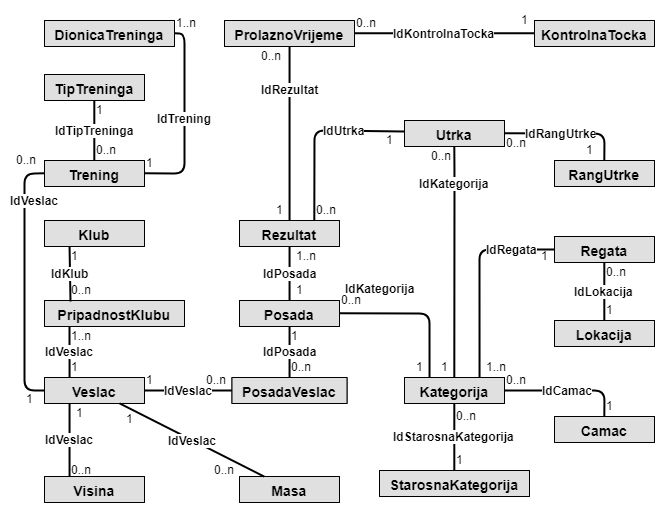 1..n
DionicaTreninga
ProlaznoVrijeme
0..n
IdKontrolnaTocka
1
KontrolnaTocka
0..n
TipTreninga
1
IdTipTreninga
0..n
IdTrening
IdRezultat
IdUtrka
1
Utrka
0..n
IdRangUtrke
1
RangUtrke
0..n
Trening
1
IdVeslac
0..n
IdKategorija
Klub
1
IdKlub
0..n
1
Rezultat
0..n
1..n
IdPosada
1
IdRegata
1
Regata
0..n
IdLokacija
1
Lokacija
PripadnostKlubu
1..n
IdVeslac
1
Posada
0..n
IdKategorija
1
IdPosada
0..n
1
1
1..n
1
Veslac
1
IdVeslac
0..n
PosadaVeslac
Kategorija
0..n
IdCamac
1
Camac
1
IdVeslac
0..n
Visina
1
IdVeslac
0..n
Masa
0..n
IdStarosnaKategorija
1
StarosnaKategorija